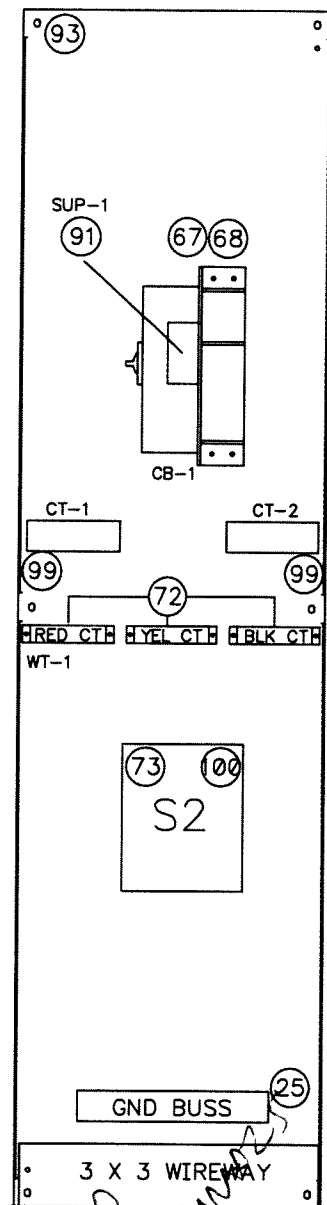 93
SUP-1
91 67 68
CB-1
CT-1 CT-2
99 99
72
RED CT YEL CT BLK CT
WT-1
73 100
S2
25
GND BUSS
3 X 3 WIREWAY